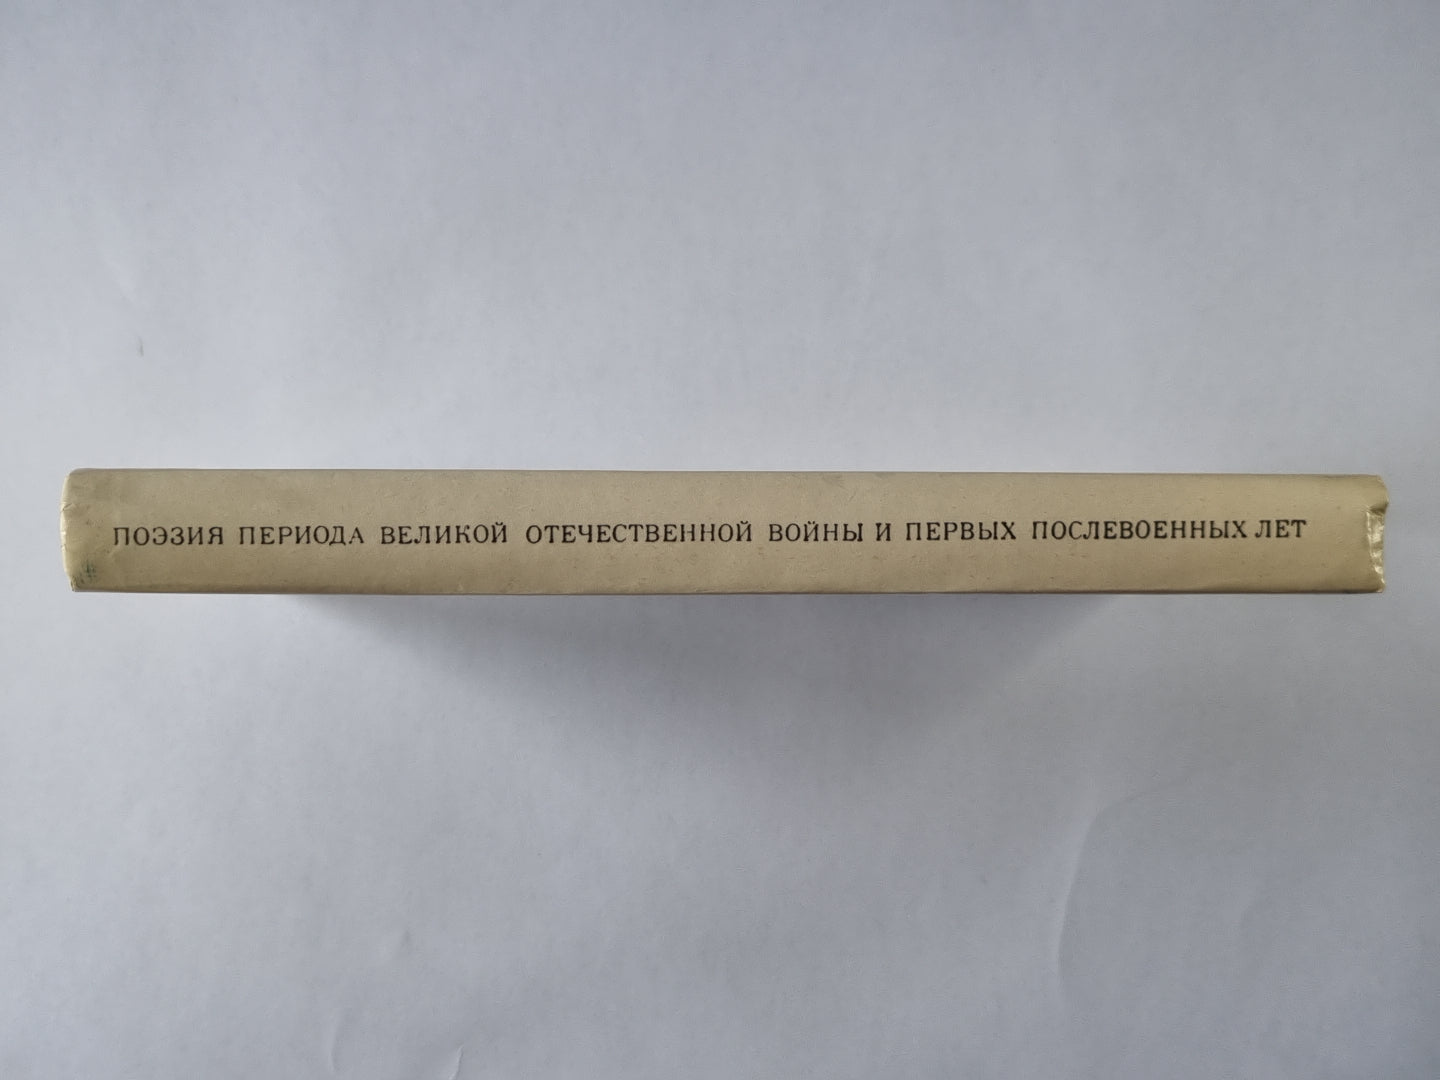 ПОЭЗИЯ ПЕРИОДА ВЕЛИКОЙ ОТЕЧЕСТВЕННОЙ ВОЙНЫ И ПЕРВЫХ ПОСЛЕВОЕННЫХ ЛЕТ